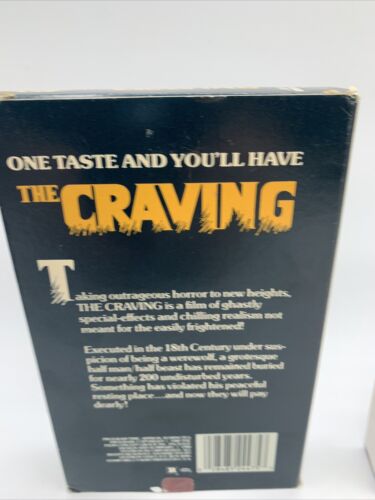 ONE TASTE AND YOU'LL HAVE
THE CRAVING
Taking outrageous horror to new heights,
THE CRAVING is a film of ghastly
special-effects and chilling realism not
meant for the easily frightened!
Executed in the 18th Century under sus-
picion of being a werewolf, a grotesque
half man/half beast has remained buried
for nearly 200 undisturbed years.
Something has violated his peaceful
resting place....and now they will pay
dearly!